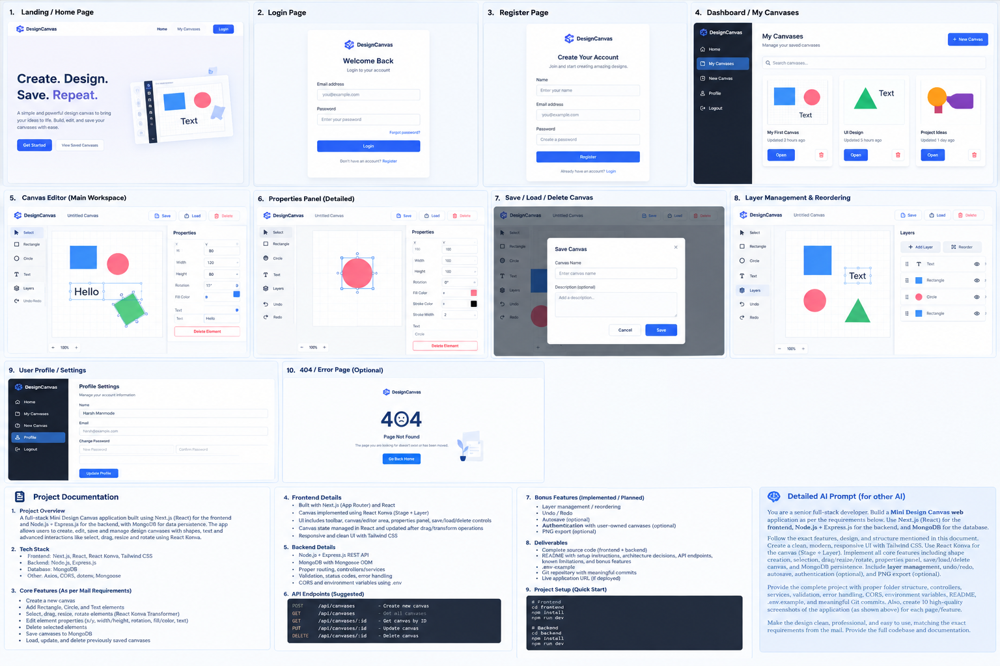 1. Landing / Home Page
DesignCanvas
Home
My Canvases
Login
Create. Design.
Save. Repeat.
A simple and powerful design canvas to bring
your ideas to life. Build, edit, and save your
canvases with ease.
Get Started
View Saved Canvases
Text
2. Login Page
DesignCanvas
Welcome Back
Login to your account
Email address
you@example.com
Password
Enter your password
Forgot password?
Login
Don't have an account? Register
3. Register Page
DesignCanvas
Create Your Account
Join and start creating amazing designs.
Name
Enter your name
Email address
you@example.com
Password
Create a password
Register
Already have an account? Login
4. Dashboard / My Canvases
DesignCanvas
Home
My Canvases
New Canvas
Profile
Logout
My Canvases
Manage your saved canvases
+ New Canvas
Search canvases...
Text
My First Canvas
Updated 2 hours ago
Open
Text
UI Design
Updated 5 hours ago
Open
Project Ideas
Updated 1 day ago
Open
5. Canvas Editor (Main Workspace)
DesignCanvas
Untitled Canvas
Save
Load
Delete
Select
Rectangle
Circle
Text
Layers
Undo/Redo
Hello
- 100% +
Properties
X
Y
80
Width
120
Height
80
Rotation
15°
Fill Color
Text
Text
Hello
Delete Element
6. Properties Panel (Detailed)
DesignCanvas
Untitled Canvas
Save
Load
Delete
Select
Rectangle
Circle
Text
Layers
Undo
Redo
- 100% +
Properties
X
Y
100
100
Width
100
Height
100
Rotation
0°
Fill Color
Stroke Color
Stroke Width
2
Text
Circle
Delete Element
7. Save / Load / Delete Canvas
DesignCanvas
Untitled Canvas
Save
Load
Delete
Select
Rectangle
Circle
Text
Layers
Undo
Redo
Save Canvas
Canvas Name
Enter canvas name
Description (optional)
Add a description...
Cancel
Save
8. Layer Management & Reordering
DesignCanvas
Untitled Canvas
Save
Load
Delete
Select
Rectangle
Circle
Text
Layers
Undo
Redo
Text
- 100% +
Layers
+ Add Layer
Reorder
Text
Rectangle
Circle
Rectangle
9. User Profile / Settings
DesignCanvas
Home
My Canvases
New Canvas
Profile
Logout
Profile Settings
Manage your account information
Name
Harsh Manmode
Email
harsh@example.com
Change Password
New Password
Confirm Password
Update Profile
10. 404 / Error Page (Optional)
DesignCanvas
404
Page Not Found
The page you are looking for doesn't exist or has been moved.
Go Back Home
Project Documentation
1. Project Overview
A full-stack Mini Design Canvas application built using Next.js (React) for the frontend
and Node.js + Express.js for the backend, with MongoDB for data persistence. The app
allows users to create, edit, save and manage design canvases with shapes, text and
advanced interactions like select, drag, resize and rotate using React Konva.
2. Tech Stack
• Frontend: Next.js, React, React Konva, Tailwind CSS
• Backend: Node.js, Express.js
• Database: MongoDB
• Other: Axios, CORS, dotenv, Mongoose
3. Core Features (As per Mail Requirements)
• Create a new canvas
• Add Rectangle, Circle, and Text elements
• Select, drag, resize, rotate elements (React Konva Transformer)
• Edit element properties (x/y, width/height, rotation, fill/color, text)
• Delete selected elements
• Save canvases to MongoDB
• Load, update, and delete previously saved canvases
4. Frontend Details
• Built with Next.js (App Router) and React
• Canvas implemented using React Konva (Stage + Layer)
• UI includes toolbar, canvas/editor area, properties panel, save/load/delete controls
• Canvas state managed in React and updated after drag/transform operations
• Responsive and clean UI with Tailwind CSS
5. Backend Details
• Node.js + Express.js REST API
• MongoDB with Mongoose ODM
• Proper routing, controllers/services
• Validation, status codes, error handling
• CORS and environment variables using .env
6. API Endpoints (Suggested)
POST /api/canvases - Create new canvas
GET /api/canvases - Get all canvases
GET /api/canvases/:id - Get canvas by ID
PUT /api/canvases/:id - Update canvas
DELETE /api/canvases/:id - Delete canvas
7. Bonus Features (Implemented / Planned)
• Layer management / reordering
• Undo / Redo
• Autosave (optional)
• Authentication with user-owned canvases (optional)
• PNG export (optional)
8. Deliverables
• Complete source code (frontend + backend)
• README with setup instructions, architecture decisions, API endpoints,
known limitations, and bonus features
• .env·example
• Git repository with meaningful commits
• Live application URL (if deployed)
9. Project Setup (Quick Start)
# Frontend
cd frontend
npm install
npm run dev
# Backend
cd backend
npm install
npm run dev
Detailed AI Prompt (for other AI)
You are a senior full-stack developer. Build a Mini Design Canvas web
application as per the requirements below. Use Next.js (React) for the
frontend, Node.js + Express.js for the backend, and MongoDB for the database.
Follow the exact features, design, and structure mentioned in this document.
Create a clean, modern, responsive UI with Tailwind CSS. Use React Konva for
the canvas (Stage + Layer). Implement all core features including shape
creation, selection, drag/resize/rotate, properties panel, save/load/delete
canvas, and MongoDB persistence. Include layer management, undo/redo,
autosave, authentication (optional), and PNG export (optional).
Provide the complete project with proper folder structure, controllers,
services, validation, error handling, CORS, environment variables, README,
.env.example, and meaningful Git commits. Also, create 10 high-quality
screenshots of the application (as shown above) for each page/feature.
Make the design clean, professional, and easy to use, matching the exact
requirements from the mail. Provide the full codebase and documentation.